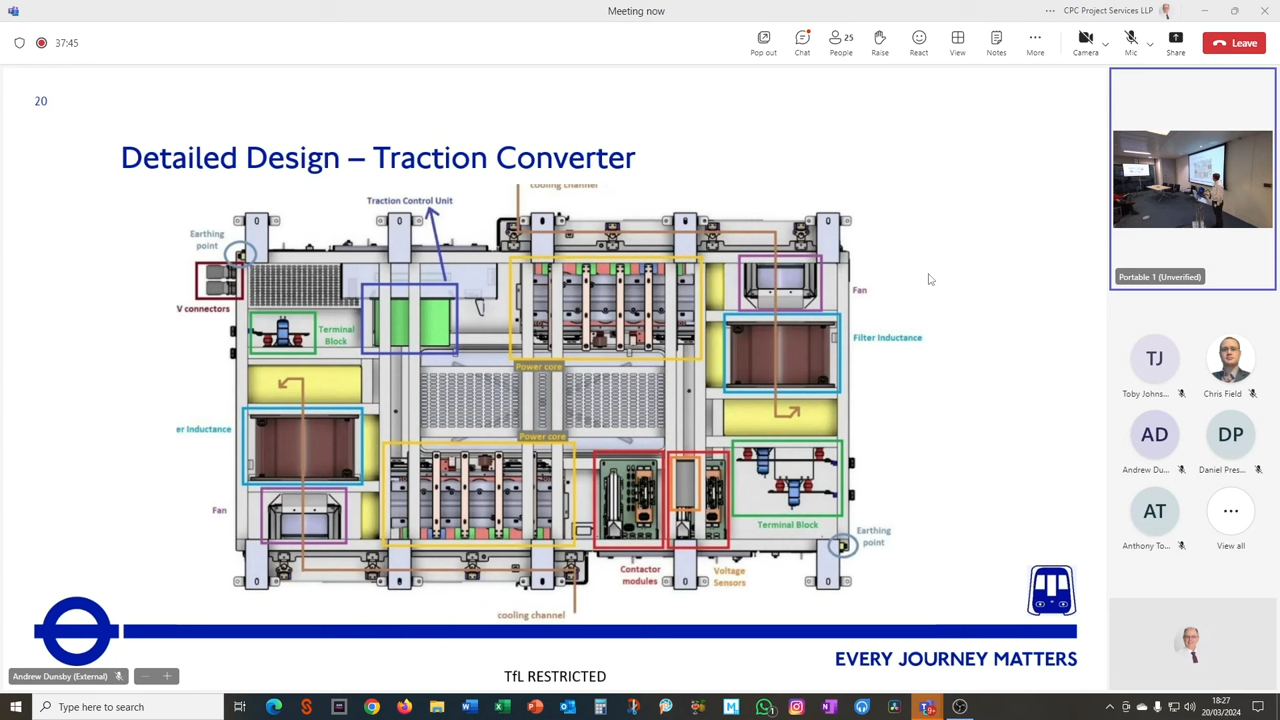 Meeting now
CPC Project Services LLP
37:45
Pop out
Chat
25
People
Raise
React
View
Notes
More
Camera
Mic
Share
Leave
20
Detailed Design – Traction Converter
cooling channel
Traction Control Unit
Earthing
point
V connectors
Terminal
Block
Fan
Filter Inductance
Power core
Power core
er Inductance
Fan
Terminal Block
Earthing
point
Contactor
modules
Voltage
Sensors
cooling channel
EVERY JOURNEY MATTERS
TfL RESTRICTED
Andrew Dunsby (External)
Portable 1 (Unverified)
TJ
Toby Johns...
Chris Field
AD
Andrew Du...
DP
Daniel Pres...
AT
Anthony To...
View all
Type here to search
18:27
20/03/2024